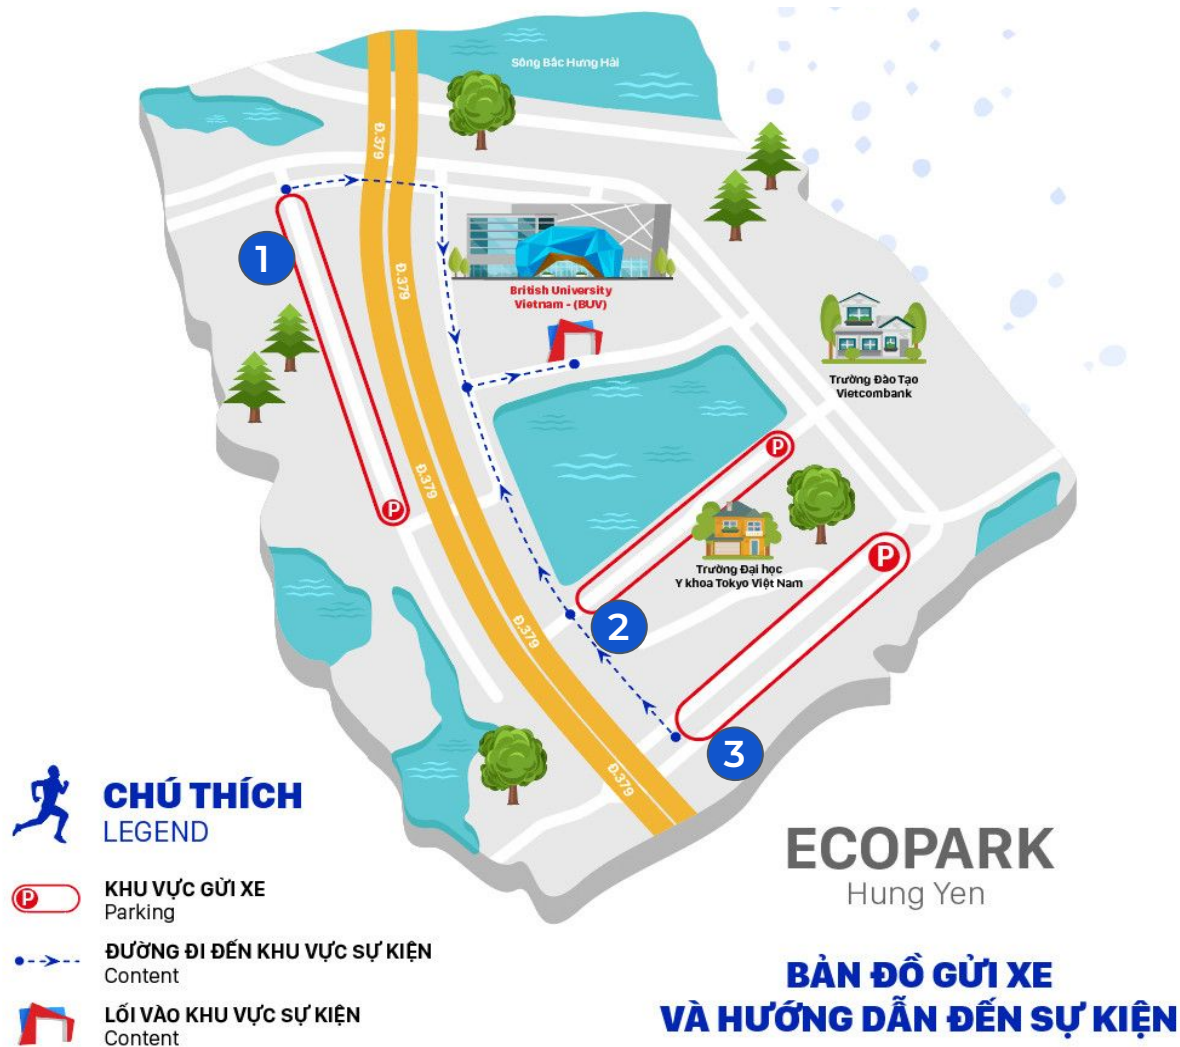 Sông Bắc Hưng Hải
Đ.379
1
Đ.379
British University
Vietnam - (BUV)
Trường Đào Tạo
Vietcombank
P
Đ.379
P
Trường Đại học
Y khoa Tokyo Việt Nam
P
Đ.379
2
3
Đ.379
CHÚ THÍCH
LEGEND
P
KHU VỰC GỬI XE
Parking
ĐƯỜNG ĐI ĐẾN KHU VỰC SỰ KIỆN
Content
LỐI VÀO KHU VỰC SỰ KIỆN
Content
ECOPARK
Hung Yen
BẢN ĐỒ GỬI XE
VÀ HƯỚNG DẪN ĐẾN SỰ KIỆN